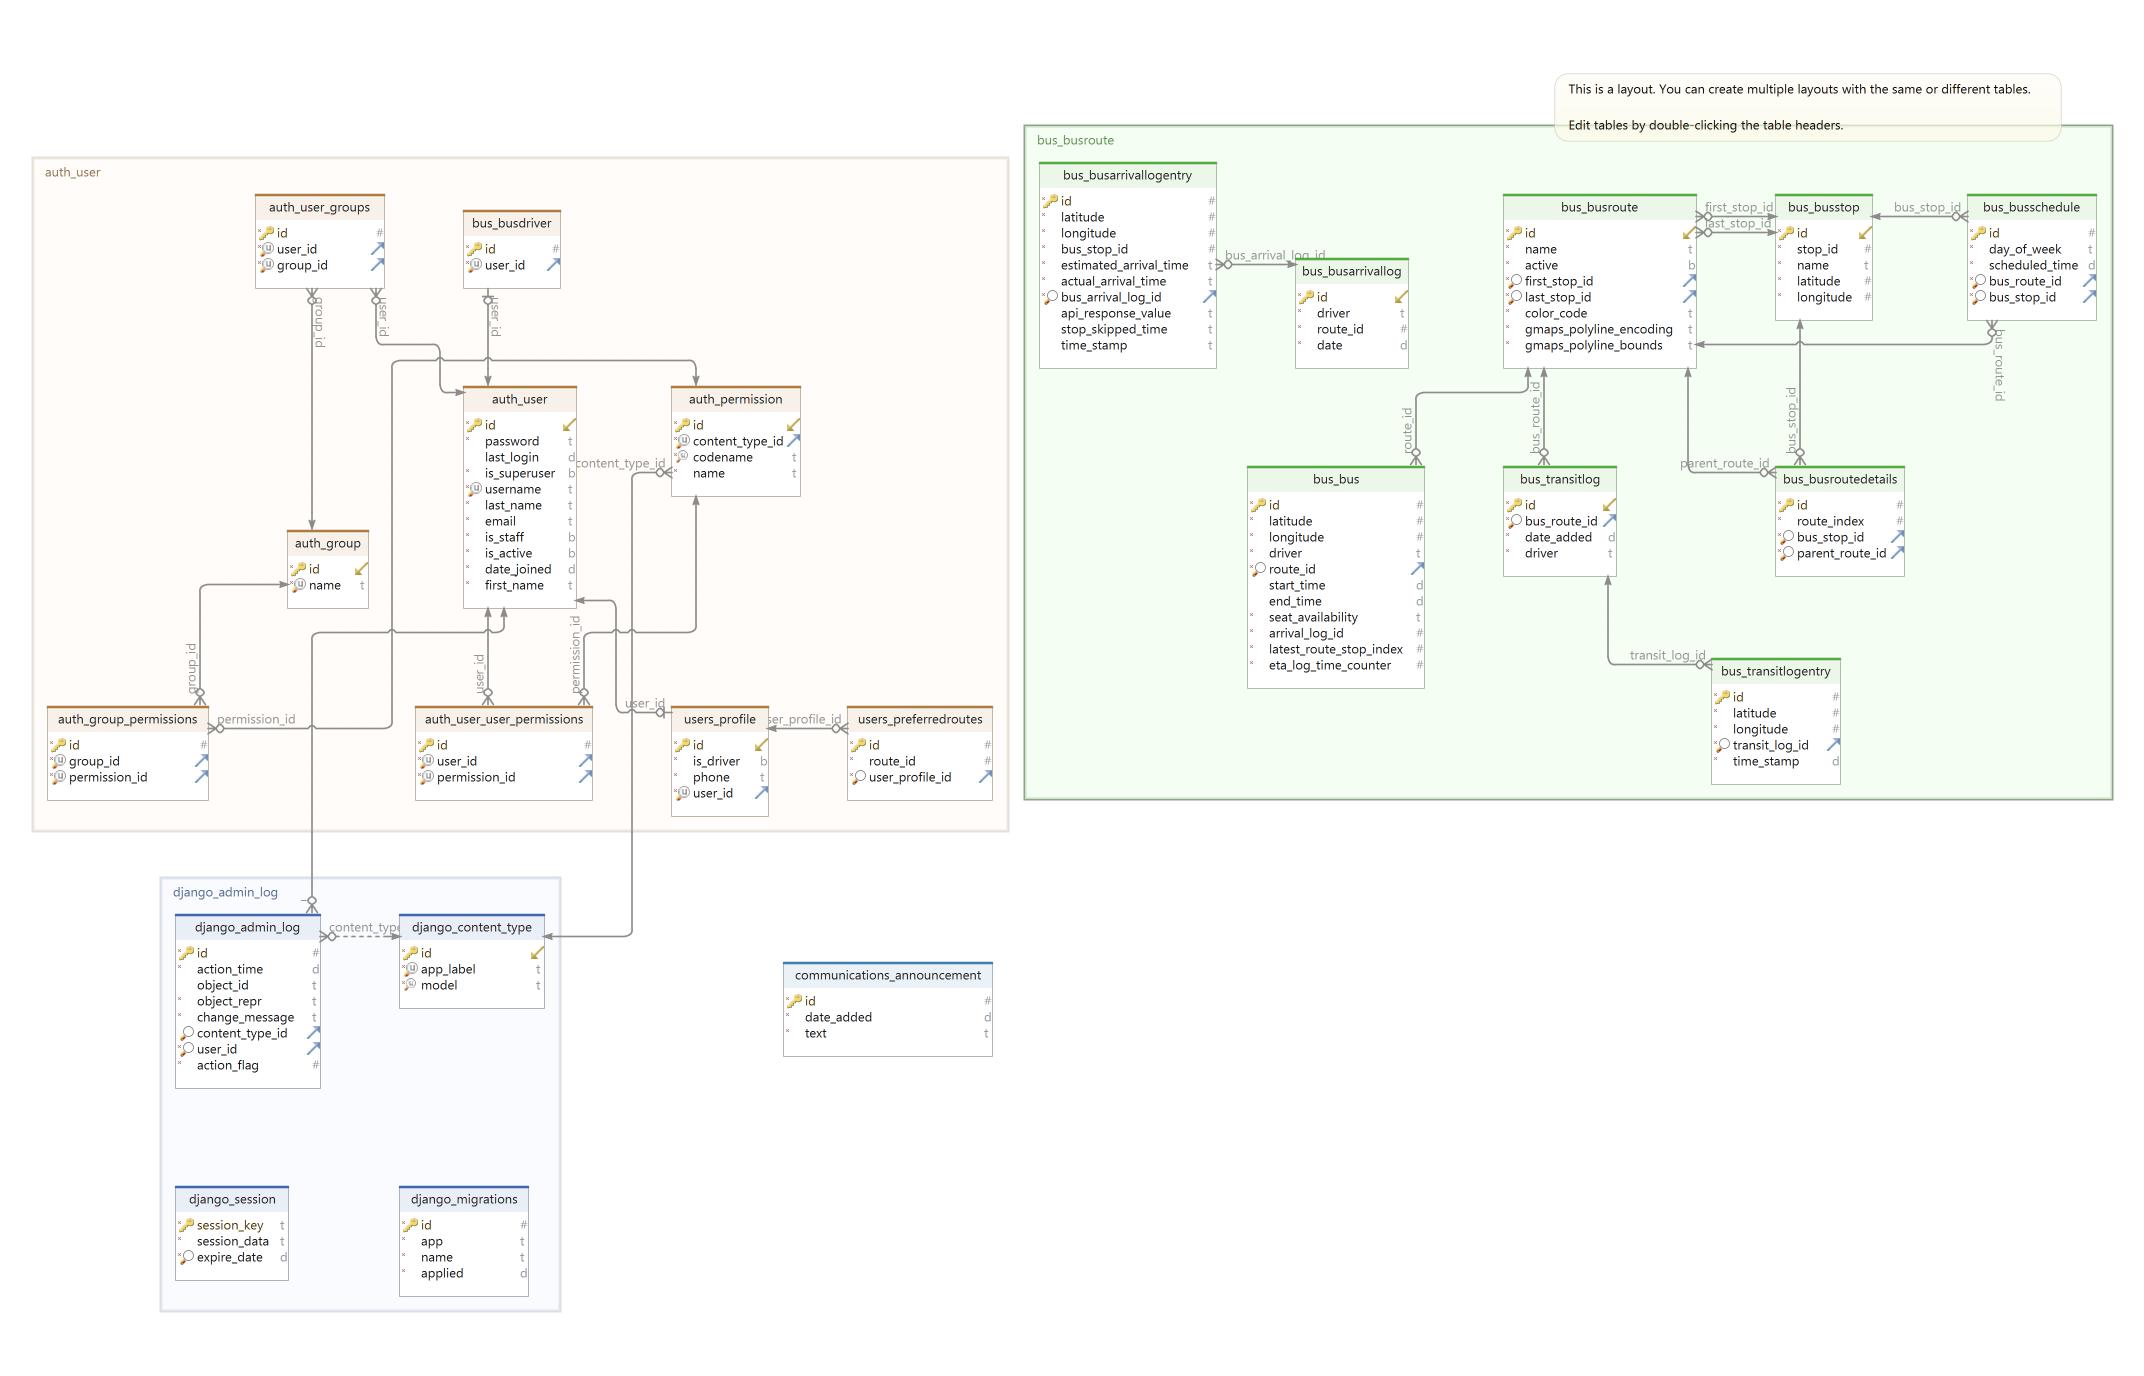 This is a layout. You can create multiple layouts with the same or different tables.
Edit tables by double-clicking the table headers.
auth_user
auth_user_groups
id #
user_id
group_id
bus_busdriver
id #
user_id
group_id
user_id
user_id
auth_user
id
password t
last_login d
is_superuser b
username t
last_name t
email t
is_staff b
is_active b
date_joined d
first_name t
auth_permission
id
content_type_id
codename t
name t
content_type_id
auth_group
id
name t
group_id
user_id
permission_id
auth_group_permissions
id #
group_id
permission_id
permission_id
auth_user_user_permissions
id #
user_id
permission_id
user_id
users_profile
id
is_driver b
phone t
user_id
ser_profile_id
users_preferredroutes
id #
route_id #
user_profile_id
bus_busroute
bus_busarrivallogentry
id #
latitude #
longitude #
bus_stop_id #
estimated_arrival_time t
actual_arrival_time t
bus_arrival_log_id
api_response_value t
stop_skipped_time t
time_stamp t
bus_arrival_log_id
bus_busarrivallog
id
driver t
route_id #
date d
bus_busroute
id
name t
active b
first_stop_id
last_stop_id
color_code t
gmaps_polyline_encoding t
gmaps_polyline_bounds t
first_stop_id
last_stop_id
bus_busstop
id
stop_id #
name t
latitude #
longitude #
bus_stop_id
bus_busschedule
id #
day_of_week t
scheduled_time d
bus_route_id
bus_stop_id
bus_route_id
route_id
bus_route_id
bus_stop_id
parent_route_id
bus_bus
id #
latitude #
longitude #
driver t
route_id
start_time d
end_time d
seat_availability t
arrival_log_id #
latest_route_stop_index #
eta_log_time_counter #
bus_transitlog
id
bus_route_id
date_added d
driver t
bus_busroutedetails
id #
route_index #
bus_stop_id
parent_route_id
transit_log_id
bus_transitlogentry
id #
latitude #
longitude #
transit_log_id
time_stamp d
django_admin_log
django_admin_log
id #
action_time d
object_id t
object_repr t
change_message t
content_type_id
user_id
action_flag #
content_type
django_content_type
id
app_label t
model t
django_session
session_key t
session_data t
expire_date d
django_migrations
id #
app t
name t
applied d
communications_announcement
id #
date_added d
text t